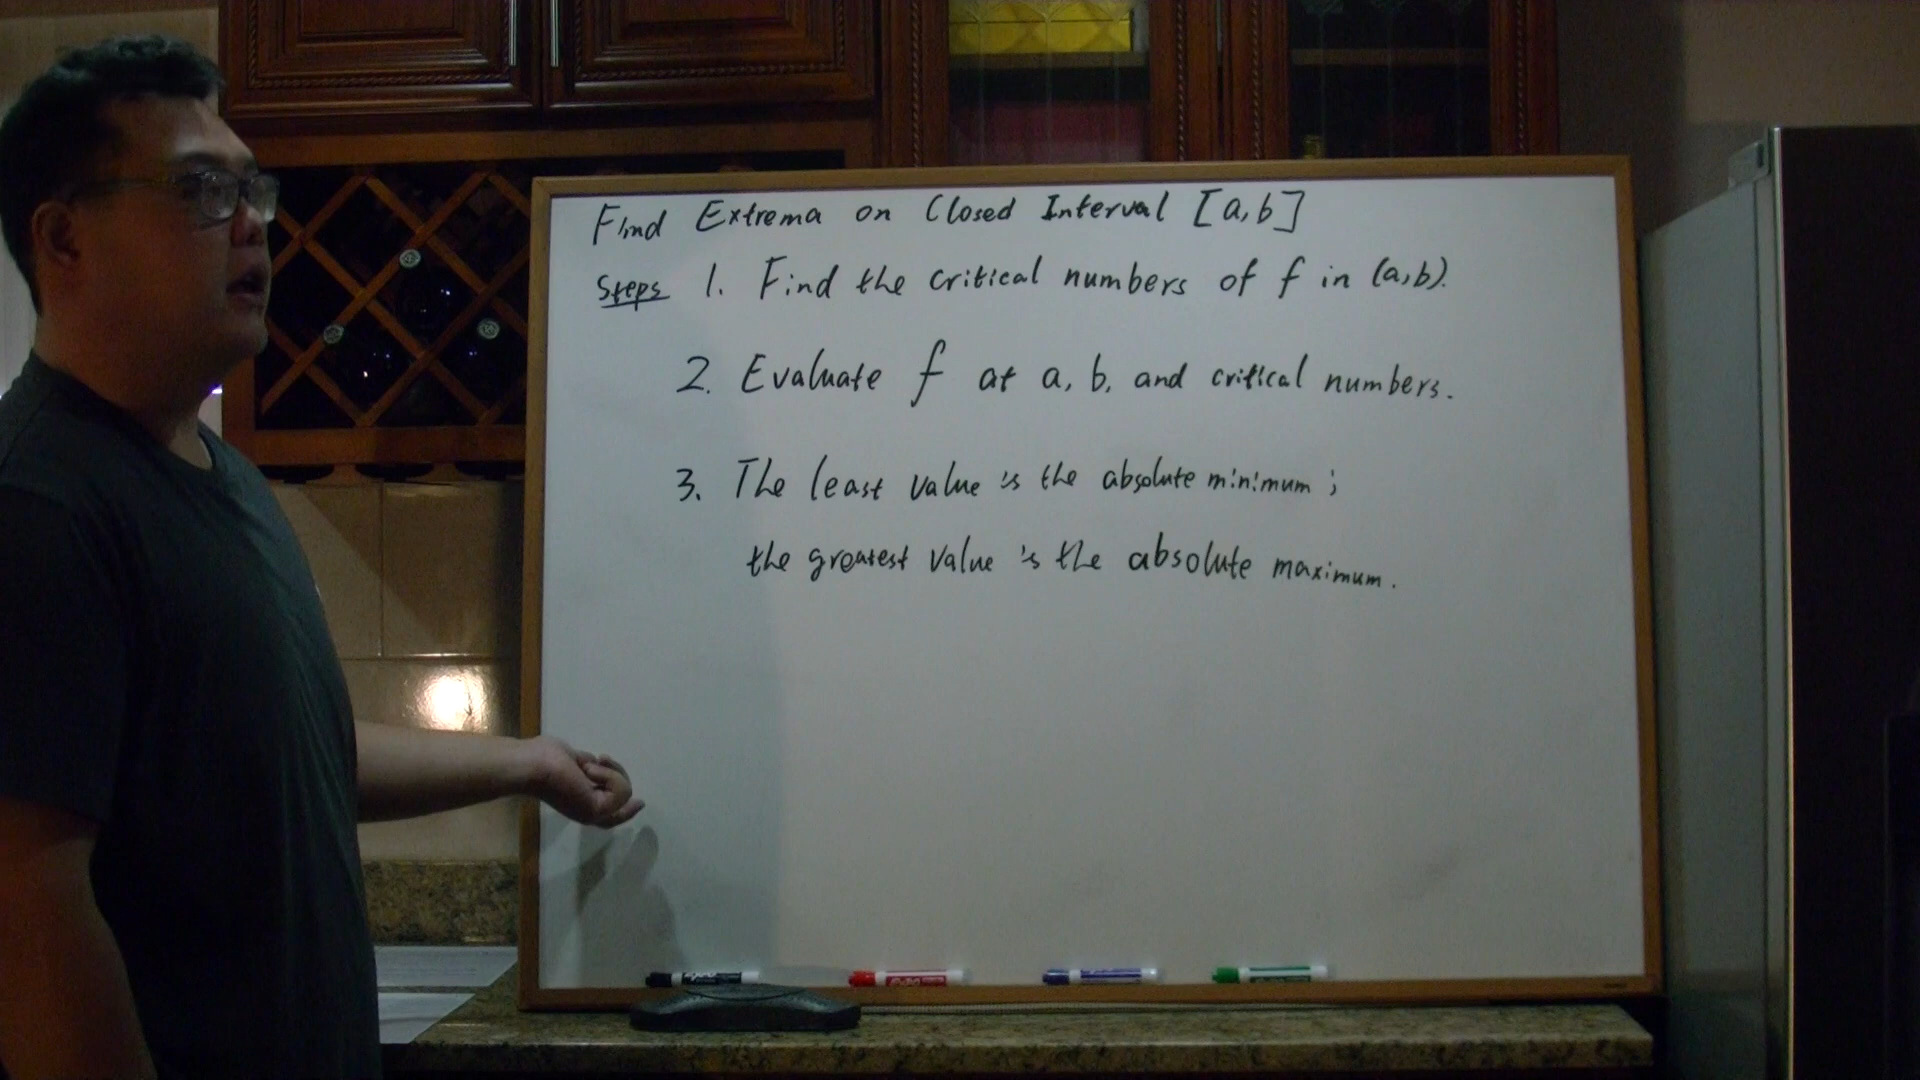 Find Extrema on Closed Interval [a,b]
Steps 1. Find the critical numbers of f in (a,b).
2. Evaluate f at a, b, and critical numbers.
3. The least value is the absolute minimum;
the greatest value is the absolute maximum.